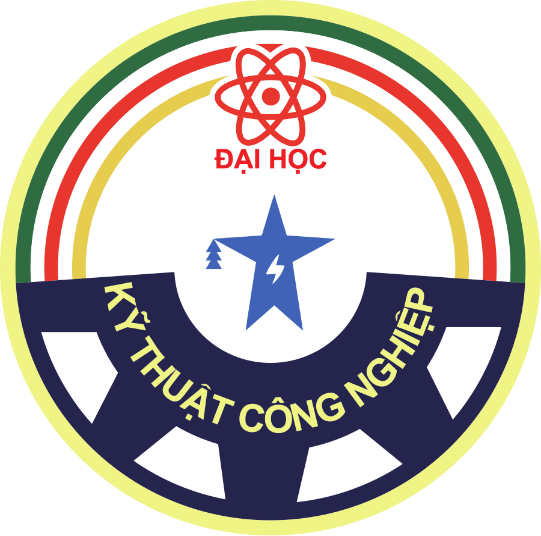 ĐẠI HỌC
KỸ THUẬT CÔNG NGHIỆP